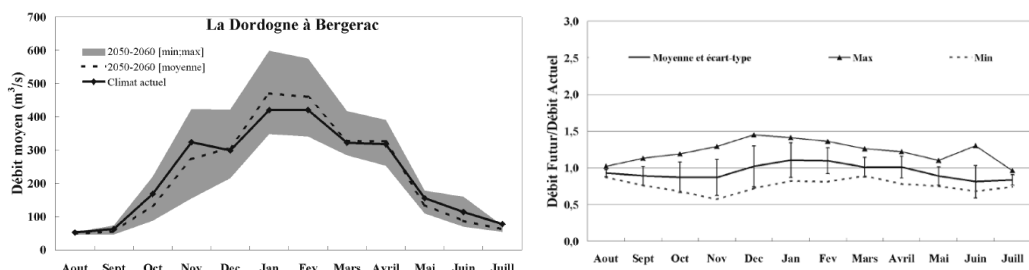 La Dordogne à Bergerac
Débit moyen (m³/s)
700
600
500
400
300
200
100
0
2050-2060 [min;max]
2050-2060 [moyenne]
Climat actuel
Aout Sept Oct Nov Dec Jan Fev Mars Avril Mai Juin Juill
Débit Futur/Débit Actuel
3,0
2,5
2,0
1,5
1,0
0,5
0,0
Moyenne et écart-type Max Min
Aout Sept Oct Nov Dec Jan Fev Mars Avril Mai Juin Juill